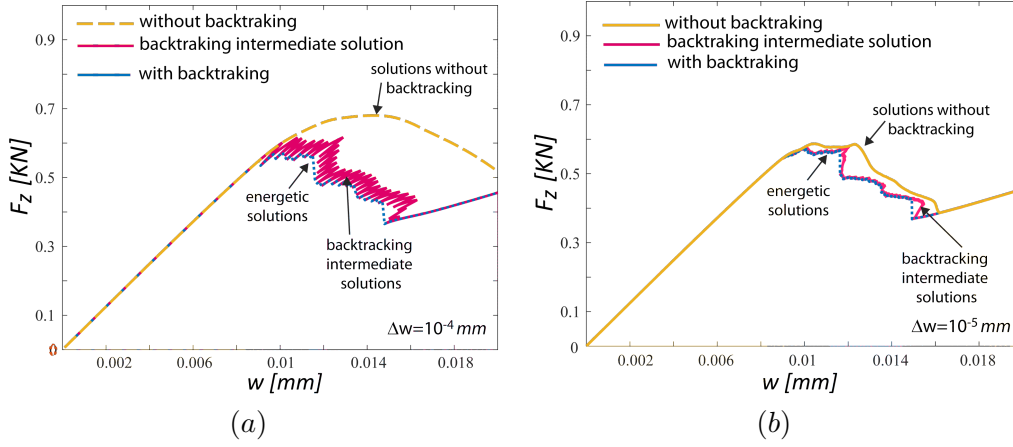 without backtraking
backtraking intermediate solution
with backtraking
solutions without
backtracking
energetic
solutions
backtraking
intermediate
solutions
Δw=10⁻⁴ mm
0.9
0.7
0.5
0.3
0.1
0
0.002
0.006
0.01
0.014
0.018
F_z [KN]
w [mm]
(a)
without backtraking
backtraking intermediate solution
with backtraking
solutions without
backtracking
energetic
solutions
backtracking
intermediate
solutions
Δw=10⁻⁵ mm
0.9
0.7
0.5
0.3
0.1
0
0.002
0.006
0.01
0.014
0.018
F_z [KN]
w [mm]
(b)